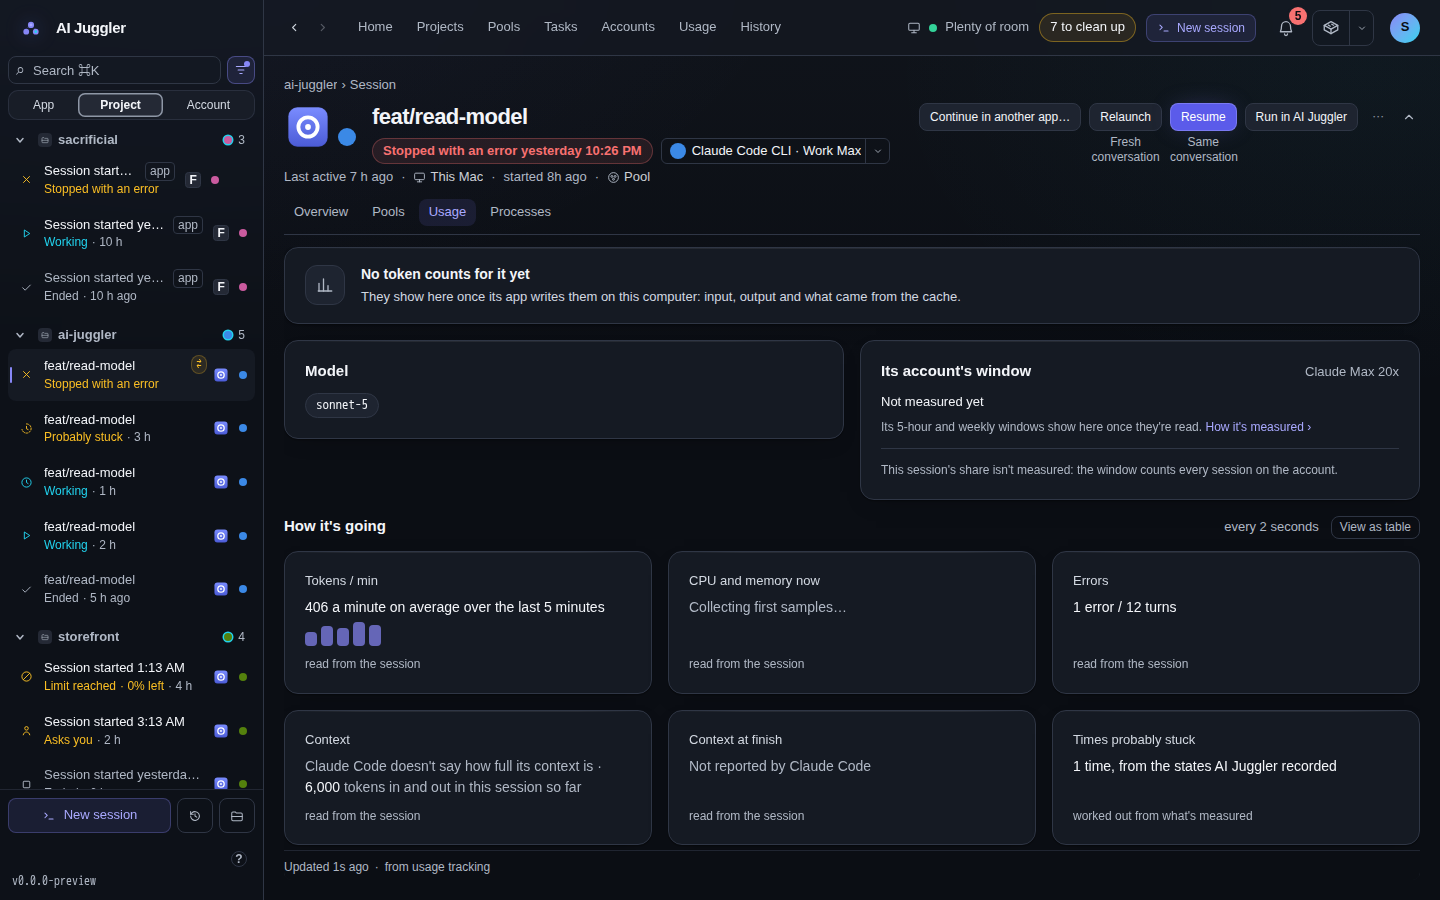 AI Juggler
Search ⌘K
App Project Account
sacrificial 3
Session start… app
Stopped with an error F
Session started ye… app
Working · 10 h F
Session started ye… app
Ended · 10 h ago F
ai-juggler 5
feat/read-model
Stopped with an error
feat/read-model
Probably stuck · 3 h
feat/read-model
Working · 1 h
feat/read-model
Working · 2 h
feat/read-model
Ended · 5 h ago
storefront 4
Session started 1:13 AM
Limit reached · 0% left · 4 h
Session started 3:13 AM
Asks you · 2 h
Session started yesterda…
New session
?
v0.0.0-preview
Home Projects Pools Tasks Accounts Usage History
Plenty of room 7 to clean up New session 5 S
ai-juggler › Session
feat/read-model
Stopped with an error yesterday 10:26 PM Claude Code CLI · Work Max
Last active 7 h ago · This Mac · started 8h ago · Pool
Continue in another app… Relaunch Resume Run in AI Juggler ···
Fresh conversation
Same conversation
Overview Pools Usage Processes
No token counts for it yet
They show here once its app writes them on this computer: input, output and what came from the cache.
Model
sonnet-5
Its account's window Claude Max 20x
Not measured yet
Its 5-hour and weekly windows show here once they're read. How it's measured ›
This session's share isn't measured: the window counts every session on the account.
How it's going every 2 seconds View as table
Tokens / min
406 a minute on average over the last 5 minutes
read from the session
CPU and memory now
Collecting first samples…
read from the session
Errors
1 error / 12 turns
read from the session
Context
Claude Code doesn't say how full its context is ·
6,000 tokens in and out in this session so far
read from the session
Context at finish
Not reported by Claude Code
read from the session
Times probably stuck
1 time, from the states AI Juggler recorded
worked out from what's measured
Updated 1s ago · from usage tracking